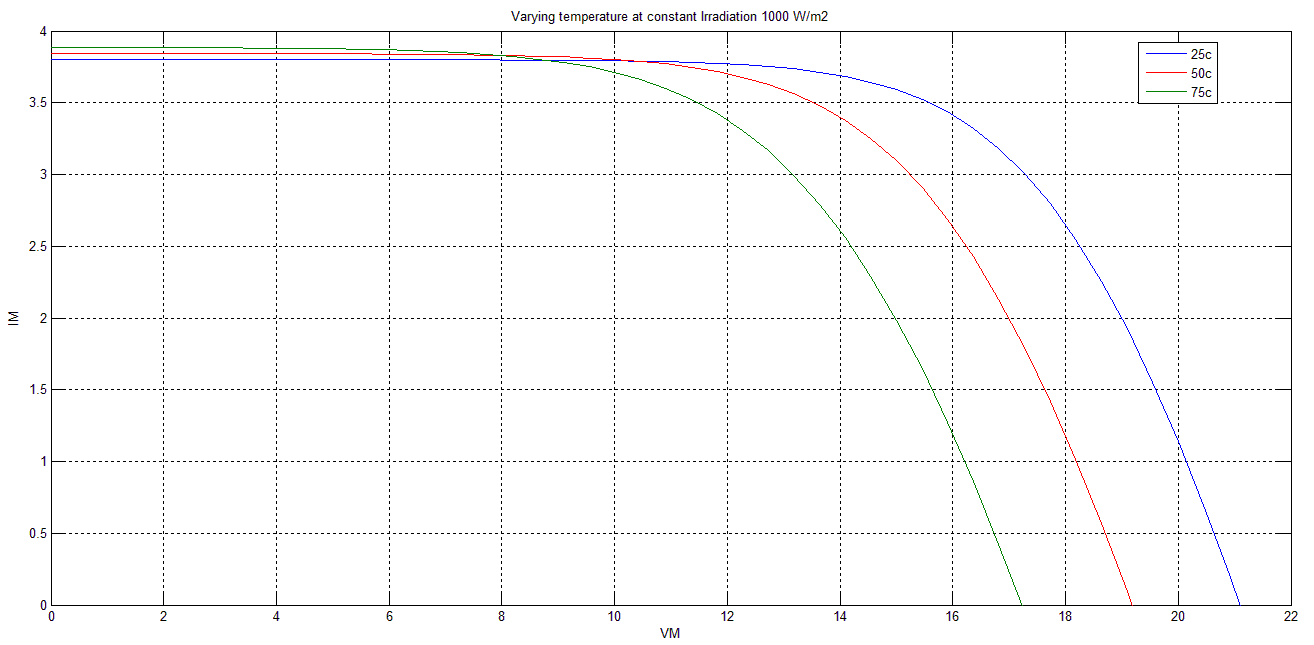 Varying temperature at constant Irradiation 1000 W/m2
4
3.5
3
2.5
2
1.5
1
0.5
0
IM
25c
50c
75c
0 2 4 6 8 10 12 14 16 18 20 22
VM